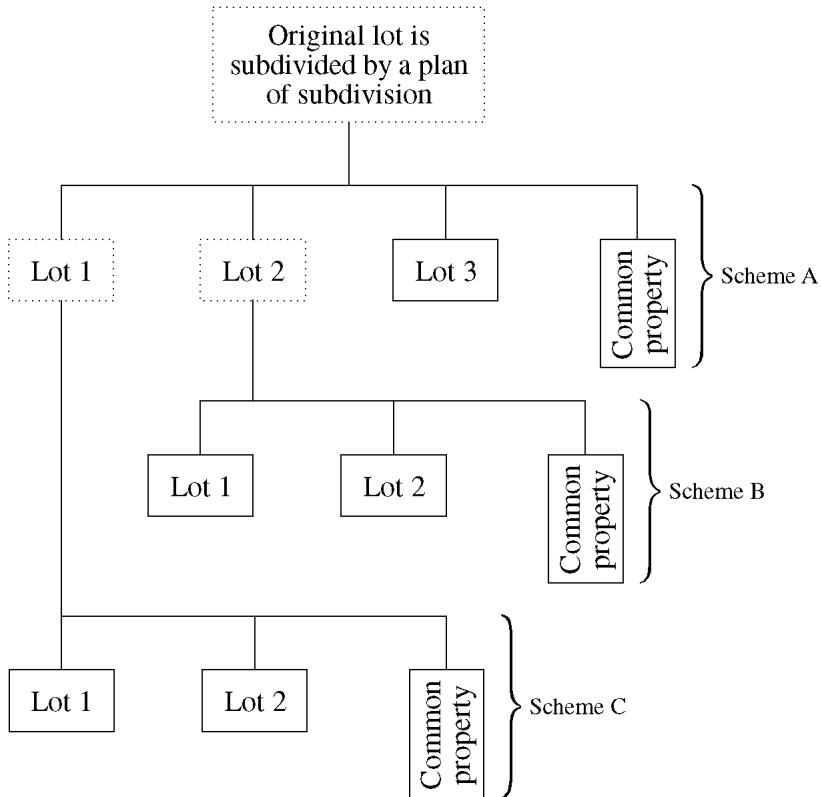 Original lot is
subdivided by a plan
of subdivision
Lot 1
Lot 2
Lot 3
Common
property
Scheme A
Lot 1
Lot 2
Common
property
Scheme B
Lot 1
Lot 2
Common
property
Scheme C